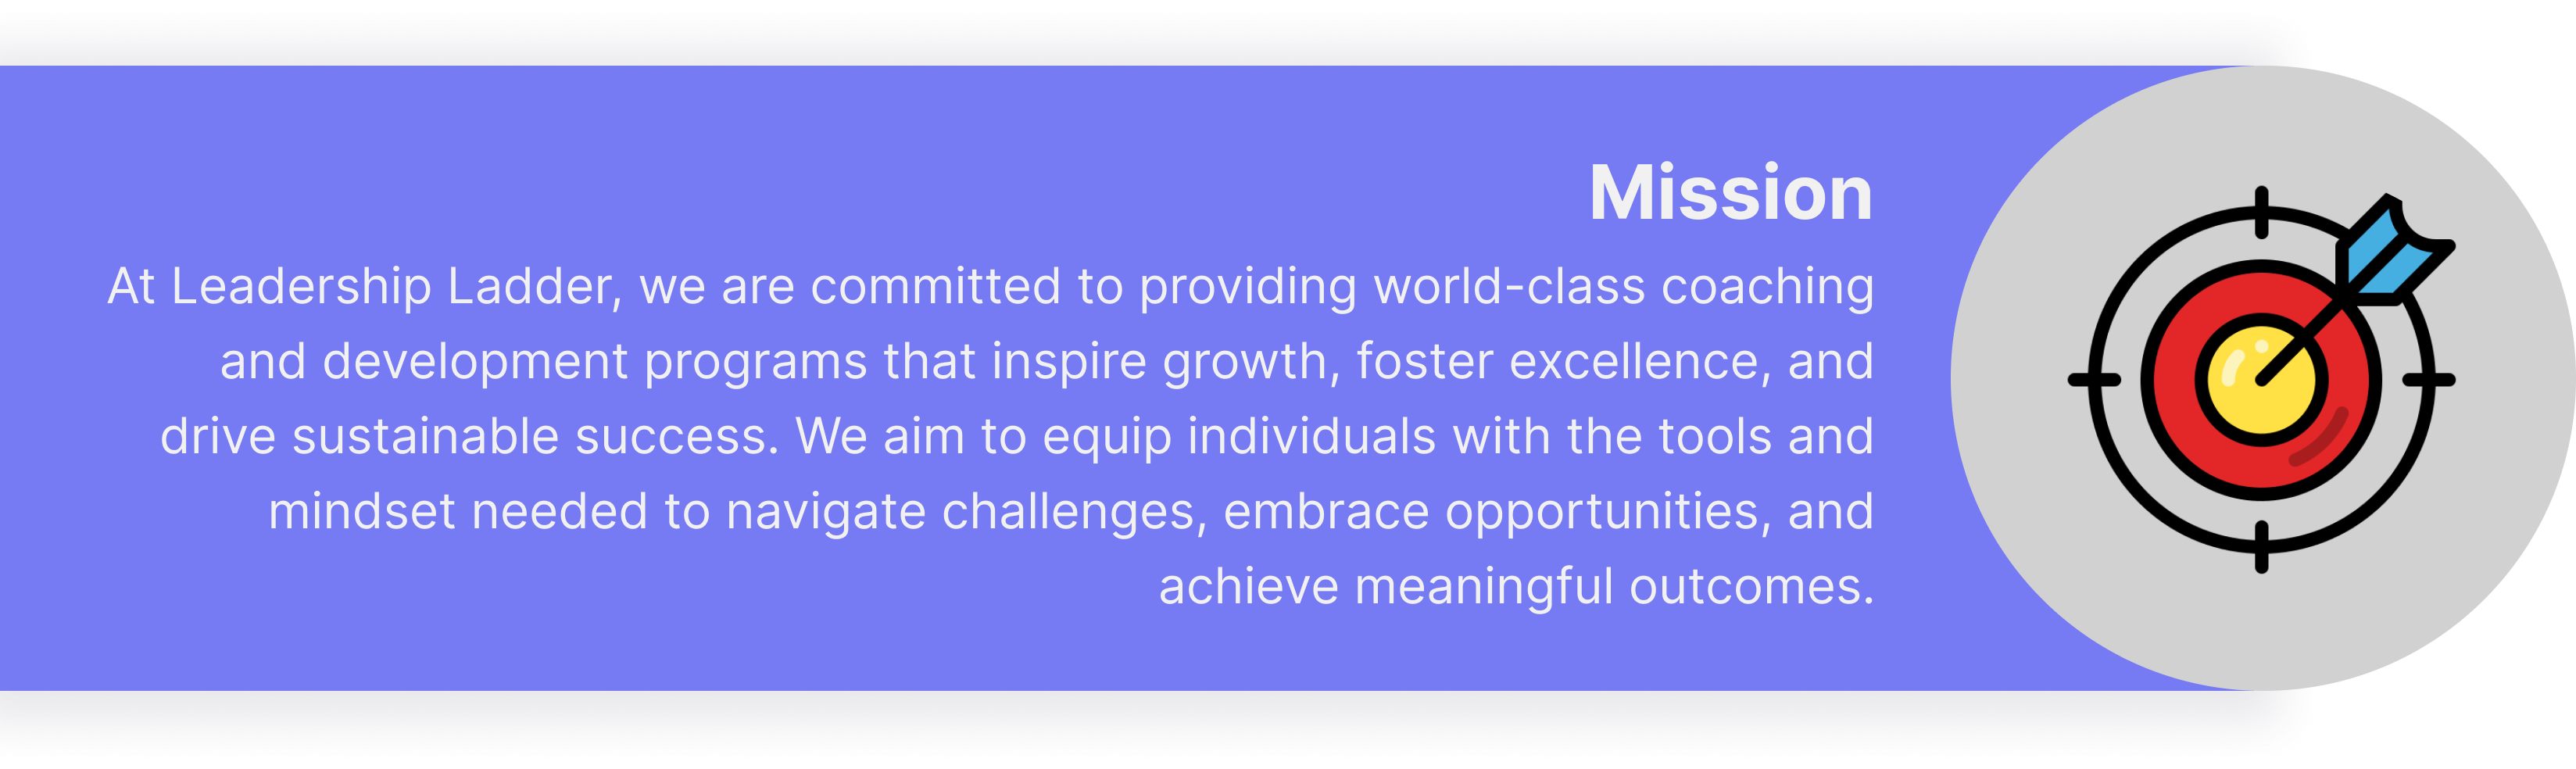 Mission
At Leadership Ladder, we are committed to providing world-class coaching
and development programs that inspire growth, foster excellence, and
drive sustainable success. We aim to equip individuals with the tools and
mindset needed to navigate challenges, embrace opportunities, and
achieve meaningful outcomes.